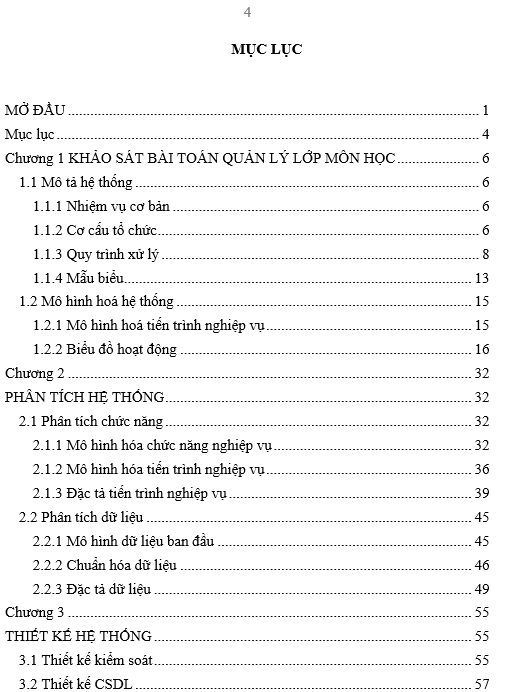 4
MỤC LỤC
MỞ ĐẦU ........ 1
Mục lục ........ 4
Chương 1 KHẢO SÁT BÀI TOÁN QUẢN LÝ LỚP MÔN HỌC ........ 6
1.1 Mô tả hệ thống ........ 6
1.1.1 Nhiệm vụ cơ bản ........ 6
1.1.2 Cơ cấu tổ chức ........ 6
1.1.3 Quy trình xử lý ........ 8
1.1.4 Mẫu biểu ........ 13
1.2 Mô hình hoá hệ thống ........ 15
1.2.1 Mô hình hoá tiến trình nghiệp vụ ........ 15
1.2.2 Biểu đồ hoạt động ........ 16
Chương 2 ........ 32
PHÂN TÍCH HỆ THỐNG ........ 32
2.1 Phân tích chức năng ........ 32
2.1.1 Mô hình hóa chức năng nghiệp vụ ........ 32
2.1.2 Mô hình hóa tiến trình nghiệp vụ ........ 36
2.1.3 Đặc tả tiến trình nghiệp vụ ........ 39
2.2 Phân tích dữ liệu ........ 45
2.2.1 Mô hình dữ liệu ban đầu ........ 45
2.2.2 Chuẩn hóa dữ liệu ........ 46
2.2.3 Đặc tả dữ liệu ........ 49
Chương 3 ........ 55
THIẾT KẾ HỆ THỐNG ........ 55
3.1 Thiết kế kiểm soát ........ 55
3.2 Thiết kế CSDL ........ 57